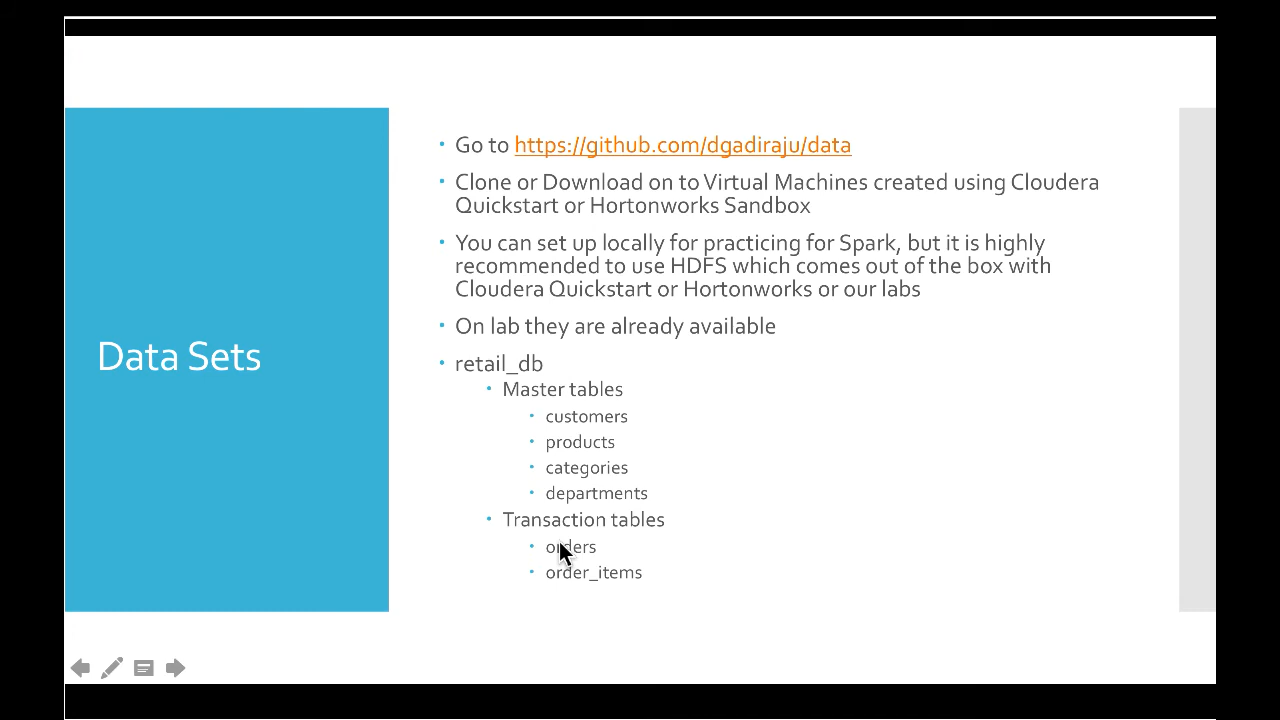 Data Sets
Go to https://github.com/dgadiraju/data
Clone or Download on to Virtual Machines created using Cloudera
Quickstart or Hortonworks Sandbox
You can set up locally for practicing for Spark, but it is highly
recommended to use HDFS which comes out of the box with
Cloudera Quickstart or Hortonworks or our labs
On lab they are already available
retail_db
Master tables
customers
products
categories
departments
Transaction tables
orders
order_items